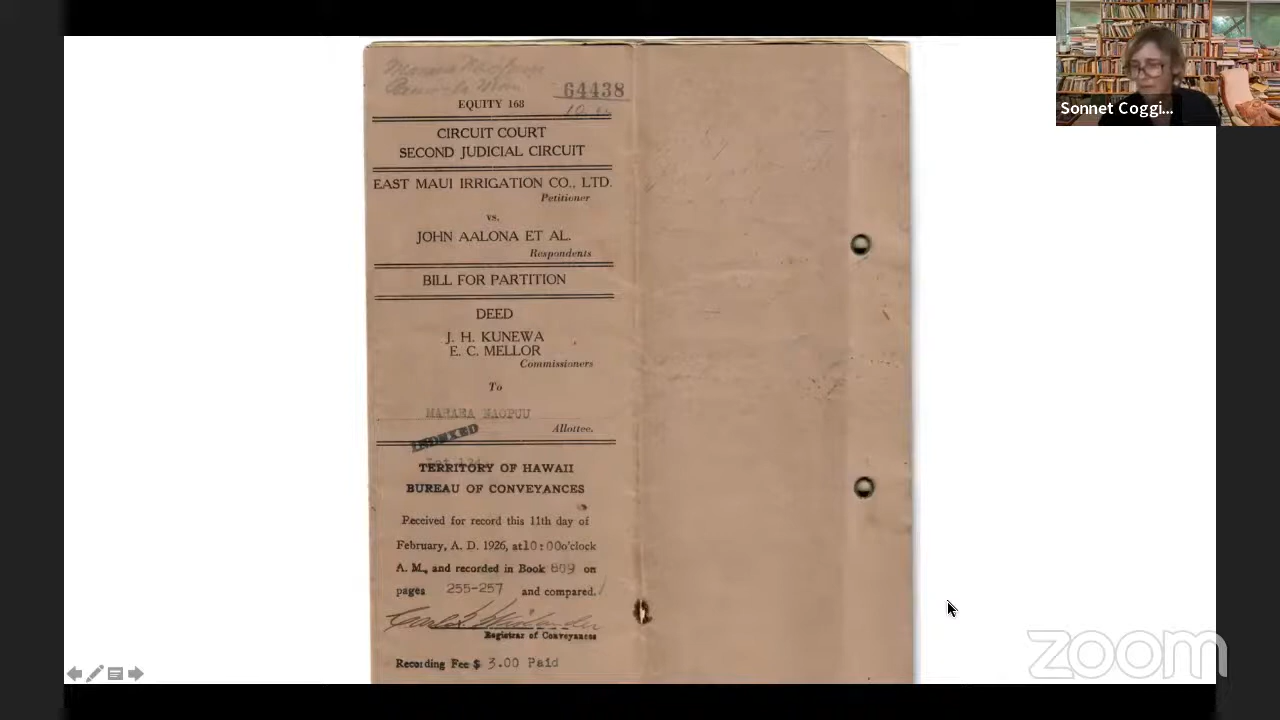 Sonnet Coggi...
64438
EQUITY 168
CIRCUIT COURT
SECOND JUDICIAL CIRCUIT
EAST MAUI IRRIGATION CO., LTD.
Petitioner
vs.
JOHN AALONA ET AL.
Respondents
BILL FOR PARTITION
DEED
J. H. KUNEWA
E. C. MELLOR
Commissioners
To
MARAEA NAOPUU
Allottee.
INDEXED
TERRITORY OF HAWAII
BUREAU OF CONVEYANCES
Received for record this 11th day of
February, A. D. 1926, at 10:00 o'clock
A. M., and recorded in Book 809 on
pages 255-257 and compared.
Registrar of Conveyances
Recording Fee $ 3.00 Paid
zoom